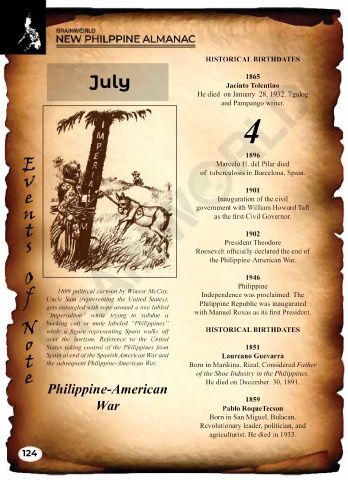 BRAINWORLD
NEW PHILPPINE ALMANAC
July
IMPER
Events Of Note
1899 political cartoon by Winsor McCay.
Uncle Sam (representing the United States),
gets entangled with rope around a tree labled
"Imperialism" while trying to subdue a
bucking colt or mule labeled "Philippines"
while a figure representing Spain walks off
over the horizon. Reference to the United
States taking control of the Philippines from
Spain at end of the Spanish American War and
the subsequent Philippine-American War.
Philippine-American
War
124
HISTORICAL BIRTHDATES
1865
Jacinto Tolentino
He died on January 28, 1932. Tgalog
and Pampango writer.
4
1896
Marcelo H. del Pilar died
of tuberculosis in Barcelona, Spain.
1901
Inauguration of the civil
government with William Howard Taft
as the first Civil Governor.
1902
President Theodore
Roosevelt officially declared the end of
the Philippine-American War.
1946
Philippine
Independence was proclaimed. The
Philippine Republic was inaugurated
with Manuel Roxas as its first President.
HISTORICAL BIRTHDATES
1851
Laureano Guevarra
Born in Marikina, Rizal. Considered Father
of the Shoe Industry in the Philippines.
He died on December 30, 1891.
1859
Pablo RoqueTecson
Born in San Miguel, Bulacan.
Revolutionary leader, politician, and
agriculturist. He died in 1933.